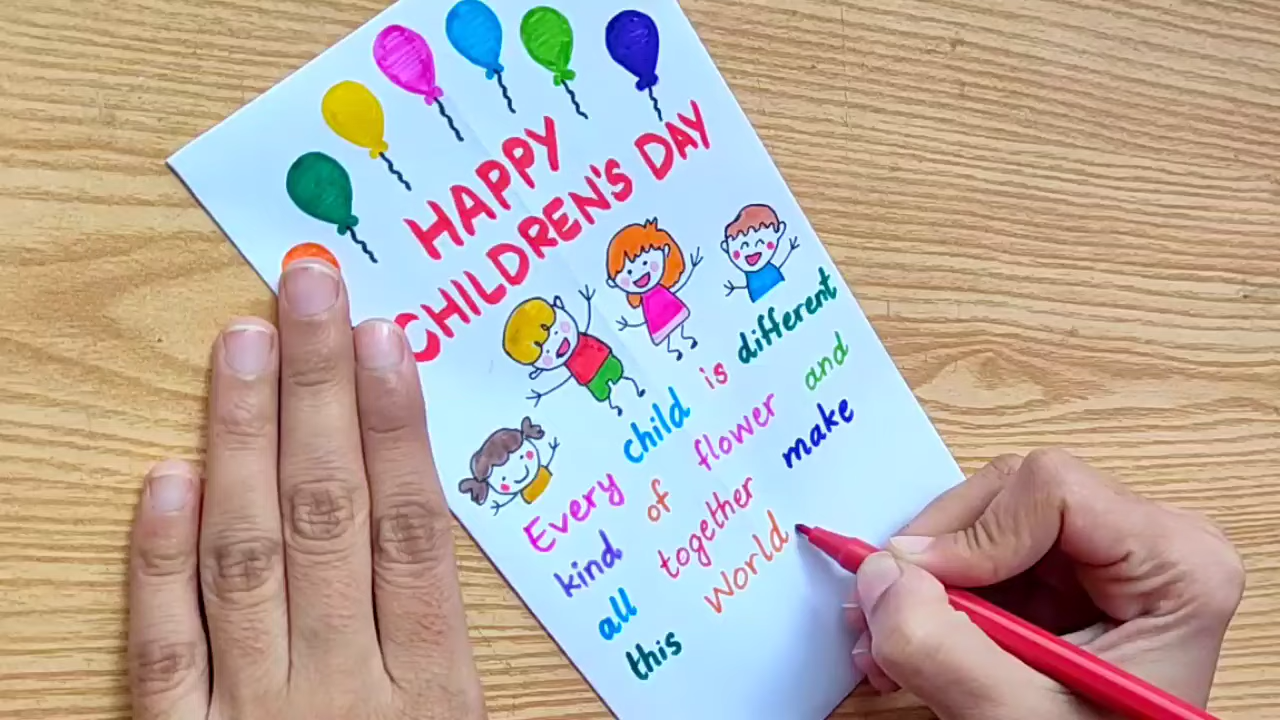 HAPPY
CHILDREN'S DAY
Every child is different
kind of flower and
all together make
this World